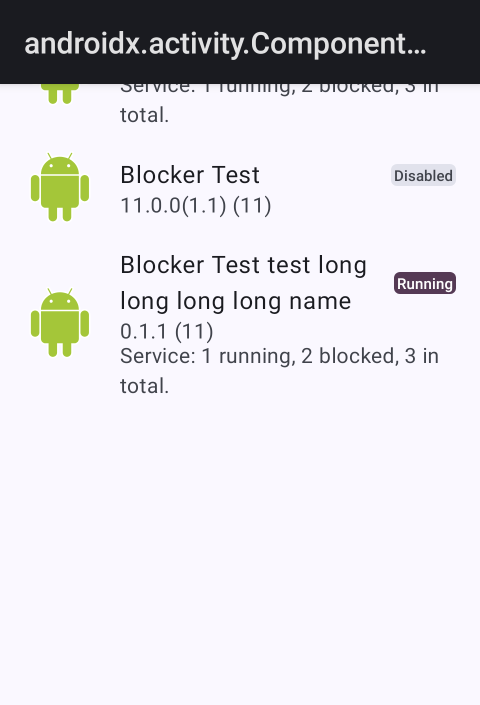 androidx.activity.Component…
Service: 1 running, 2 blocked, 3 in
total.
Blocker Test
Disabled
11.0.0(1.1) (11)
Blocker Test test long
long long long name
Running
0.1.1 (11)
Service: 1 running, 2 blocked, 3 in
total.